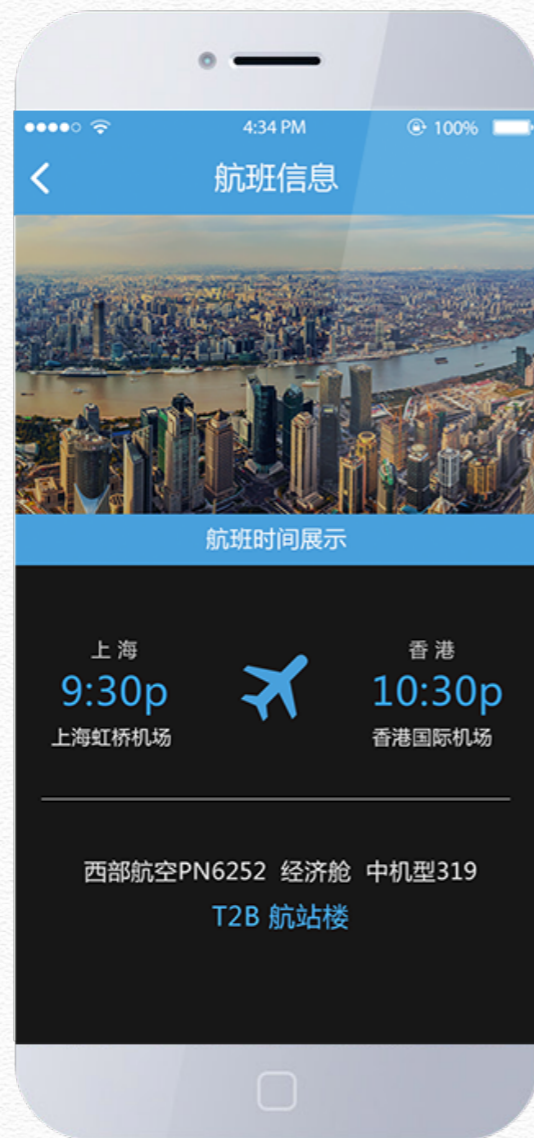 4:34 PM 100%
航班信息
航班时间展示
上海 香港
9:30p 10:30p
上海虹桥机场 香港国际机场
西部航空PN6252 经济舱 中机型319
T2B 航站楼